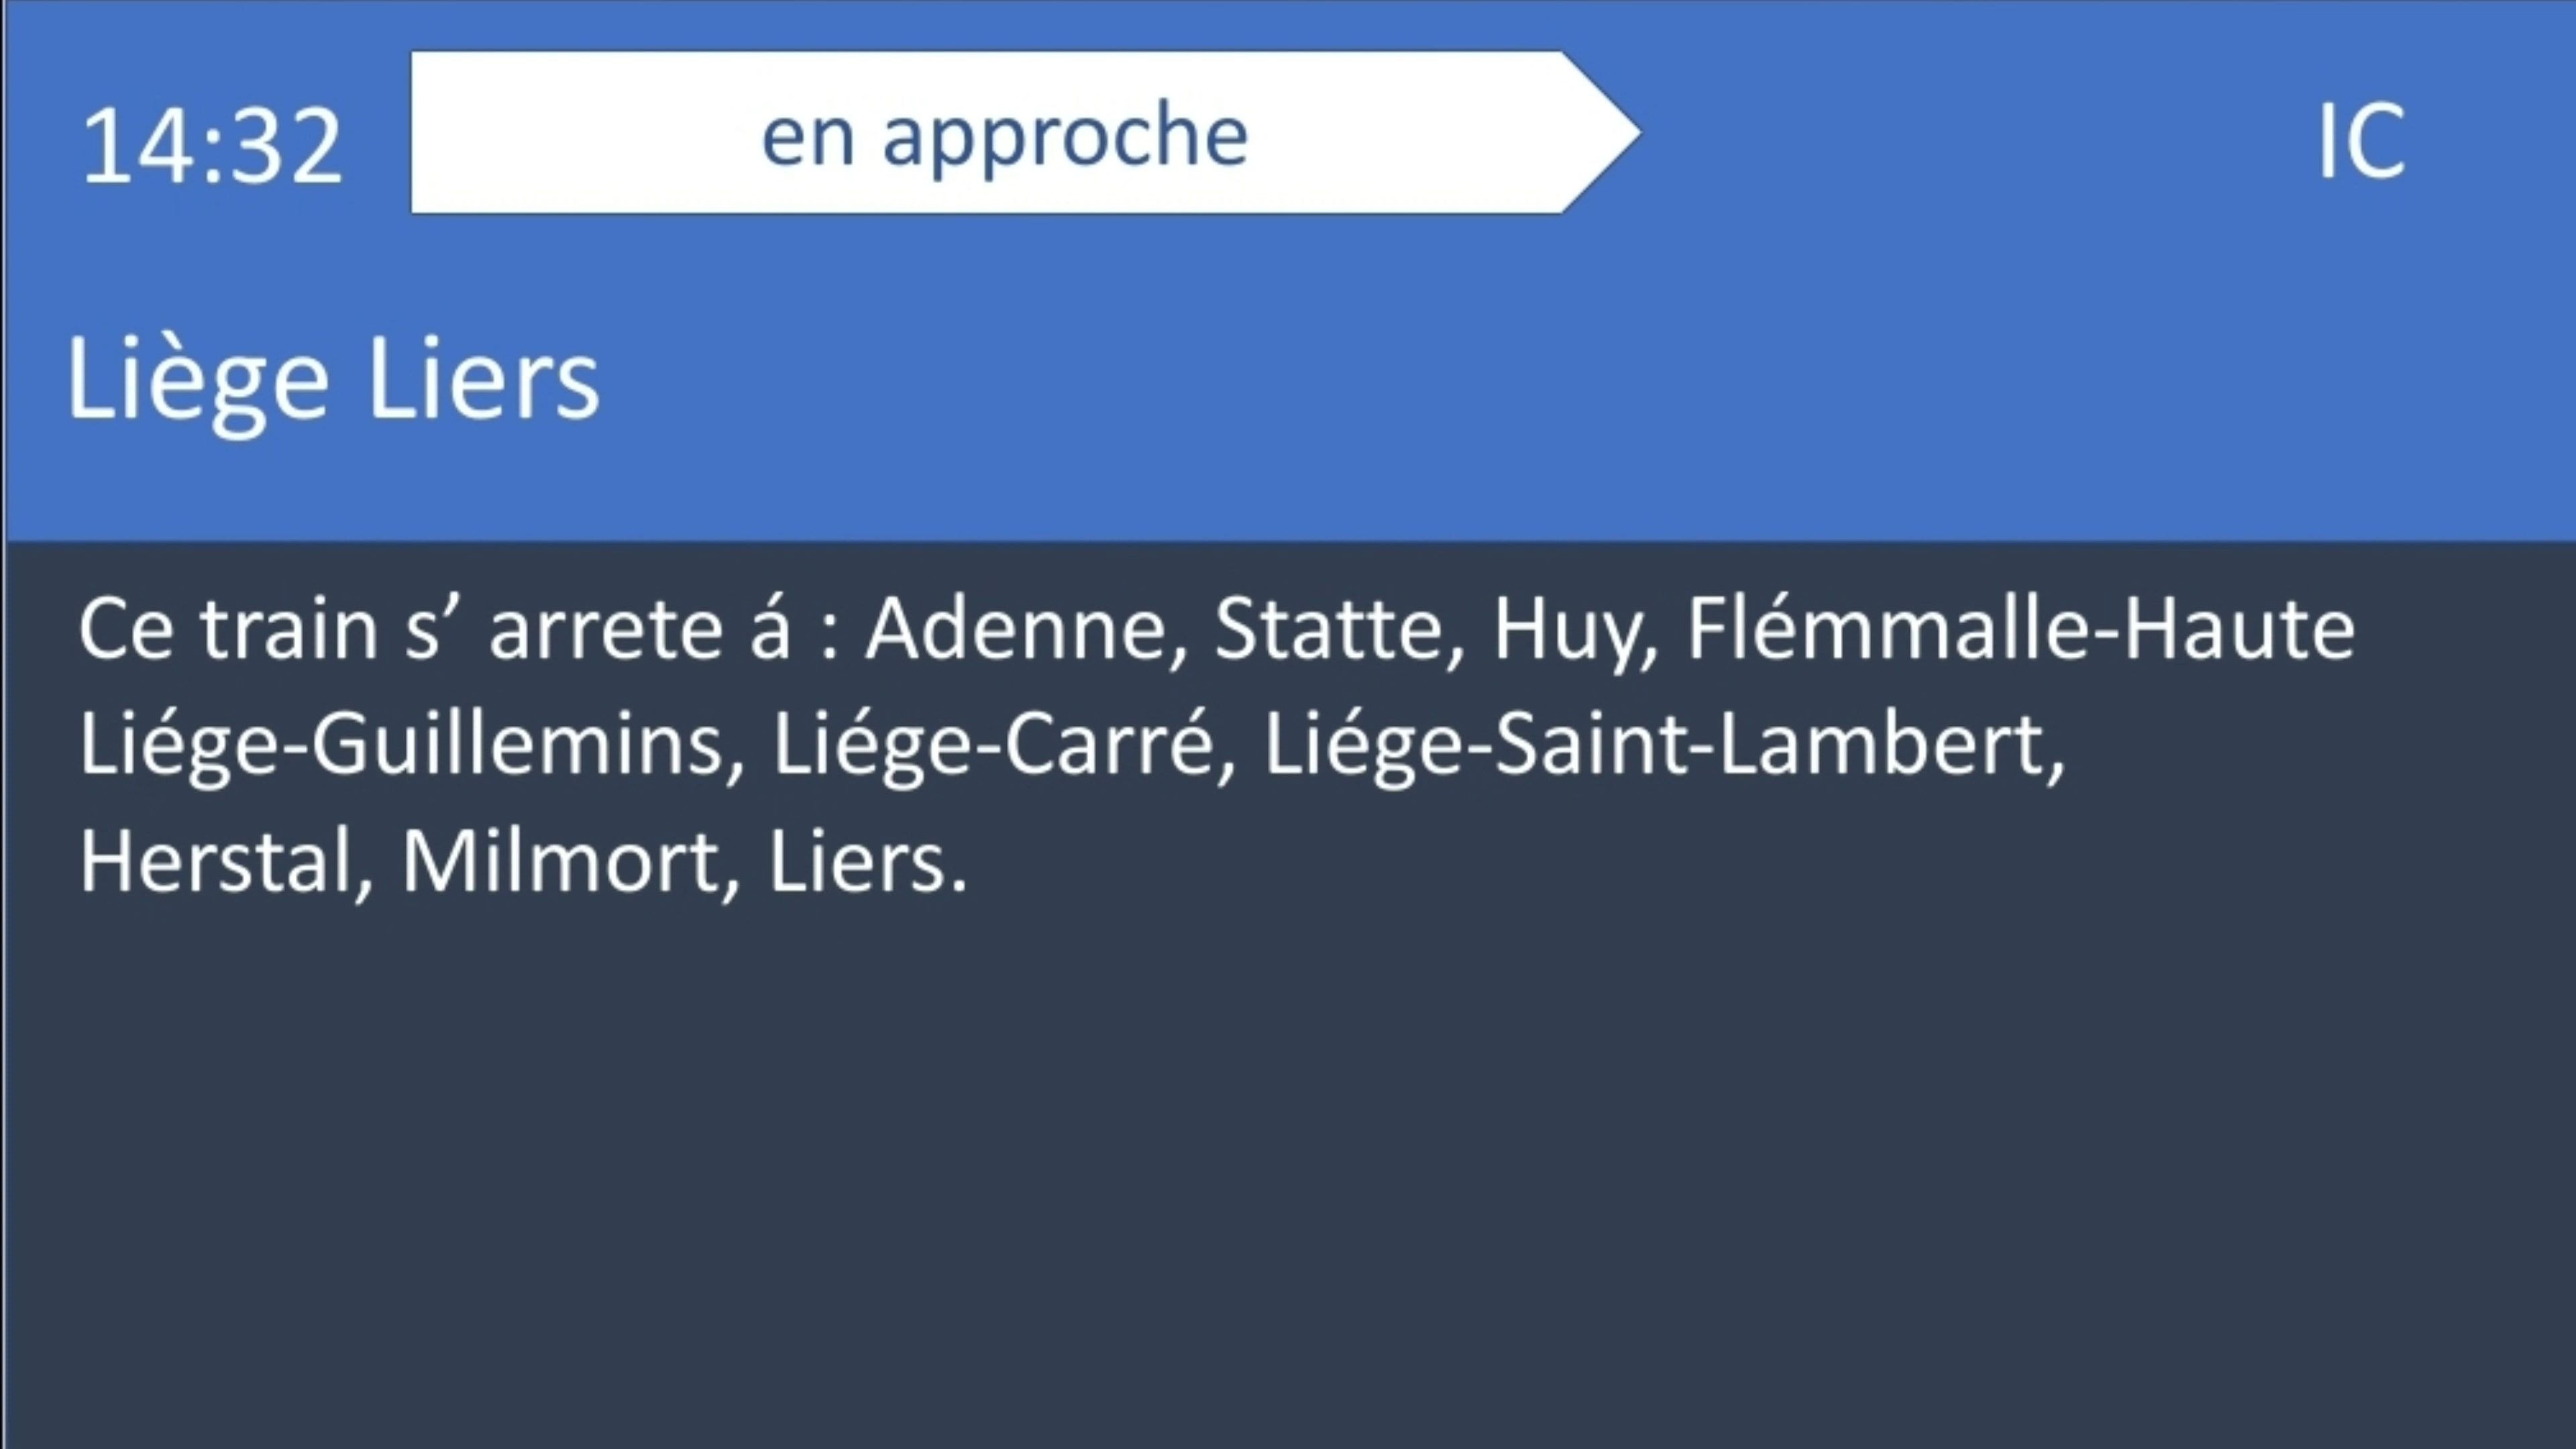 14:32 en approche IC
Liège Liers
Ce train s’ arrete á : Adenne, Statte, Huy, Flémmalle-Haute
Liége-Guillemins, Liége-Carré, Liége-Saint-Lambert,
Herstal, Milmort, Liers.